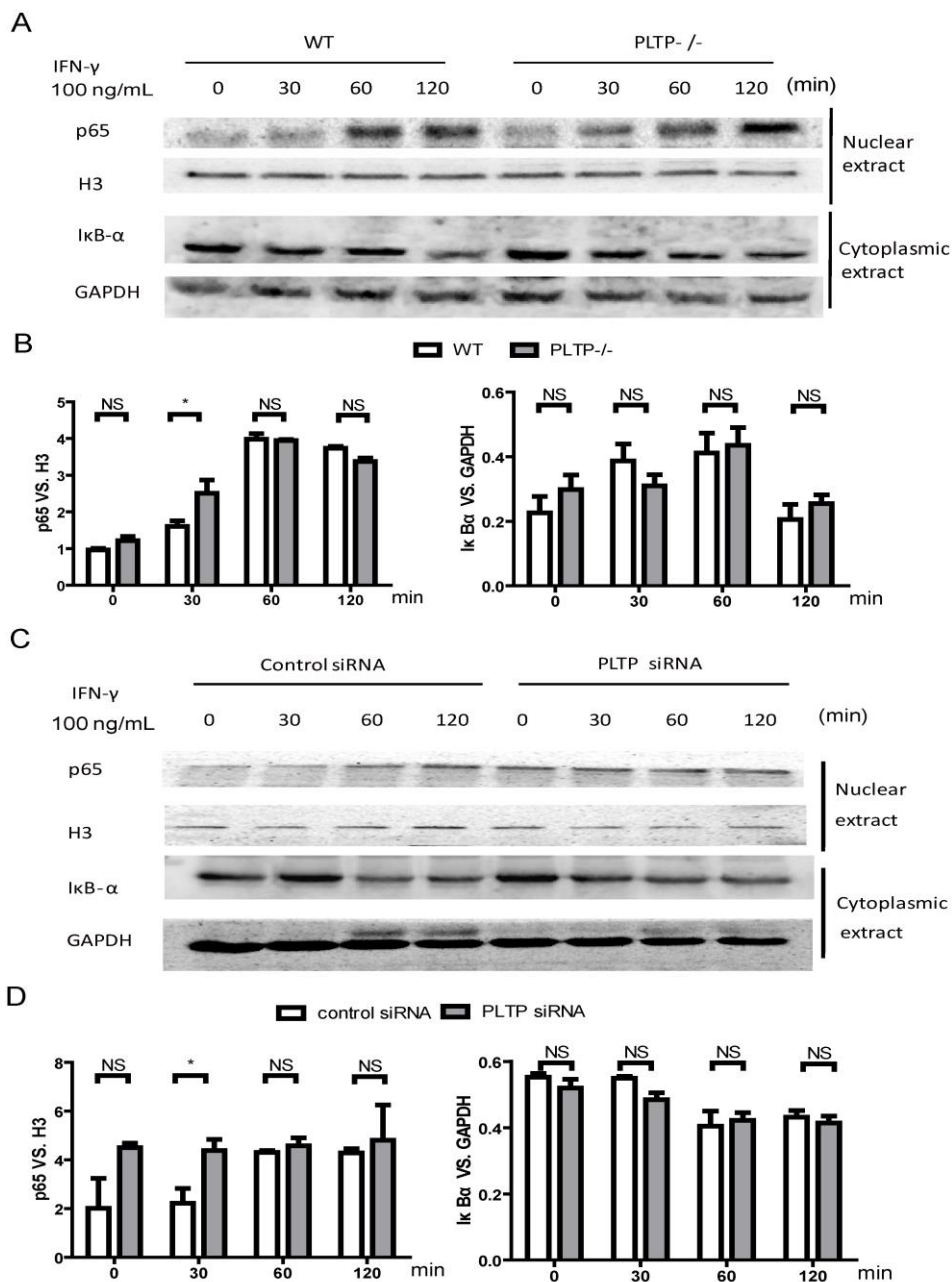 A
WT PLTP- /-
IFN-γ
100 ng/mL 0 30 60 120 0 30 60 120 (min)
p65
H3
Nuclear
extract
IκB-α
GAPDH
Cytoplasmic
extract
B
WT PLTP-/-
NS * NS NS
p65 VS. H3
5
4
3
2
1
0
0 30 60 120 min
NS NS NS NS
Iκ Bα VS. GAPDH
0.6
0.4
0.2
0.0
0 30 60 120 min
C
Control siRNA PLTP siRNA
IFN-γ
100 ng/mL 0 30 60 120 0 30 60 120 (min)
p65
H3
Nuclear
extract
IκB-α
GAPDH
Cytoplasmic
extract
D
control siRNA PLTP siRNA
NS * NS NS
p65 VS. H3
8
6
4
2
0
0 30 60 120 min
NS NS NS NS
Iκ Bα VS. GAPDH
0.6
0.4
0.2
0.0
0 30 60 120 min